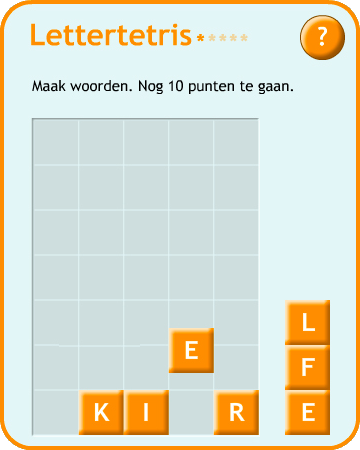 Lettertetris
?
Maak woorden. Nog 10 punten te gaan.
L
E
F
K I R E